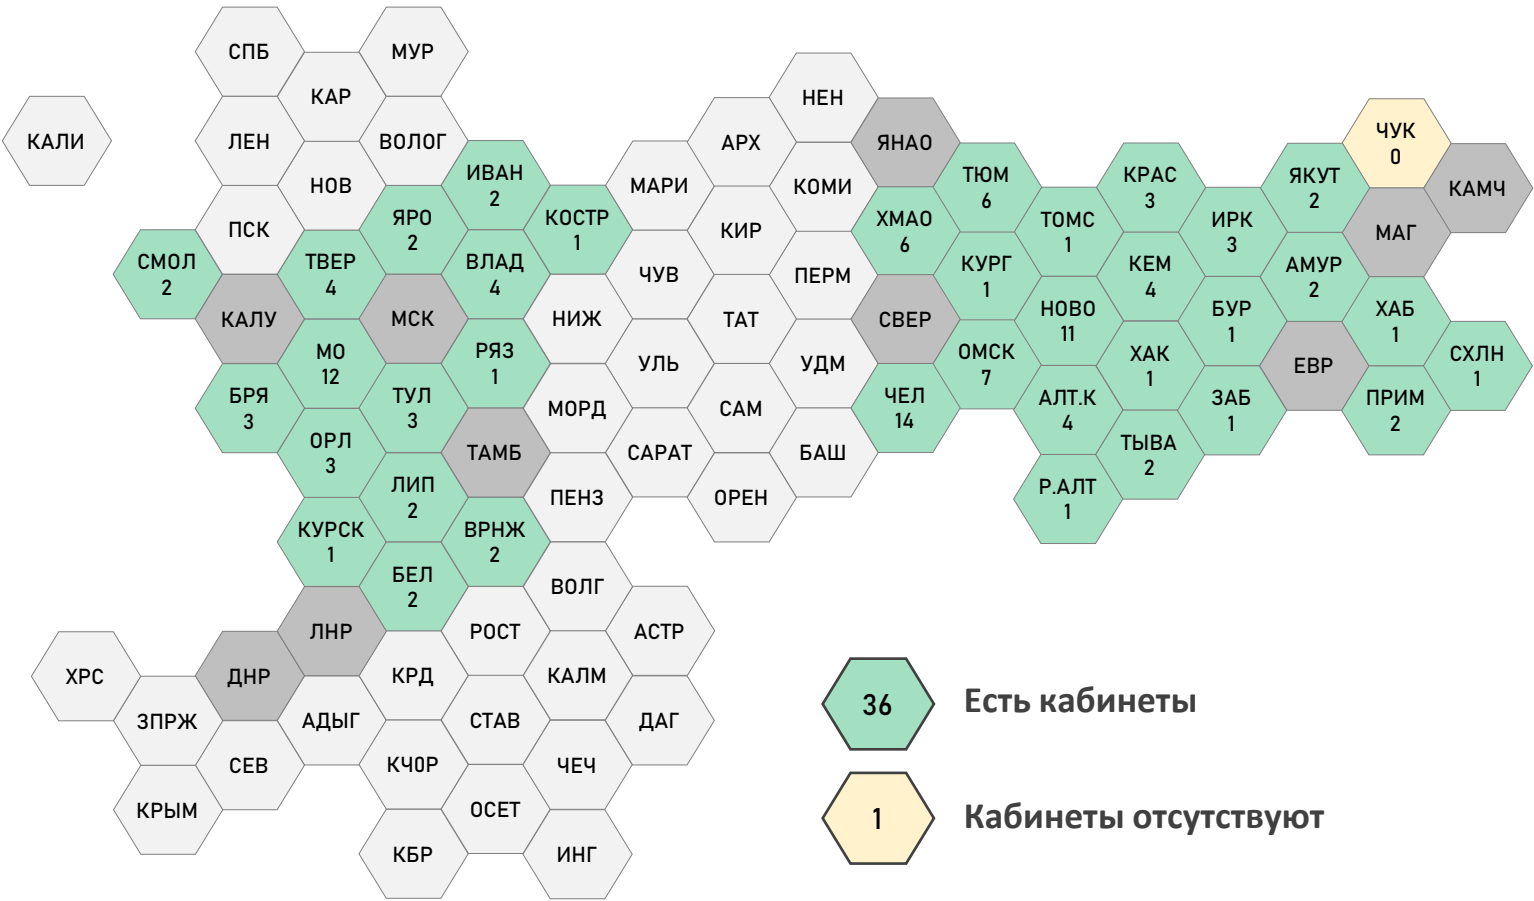 СПБ
МУР
КАР
НЕН
КАЛИ
ЛЕН
ВОЛОГ
АРХ
ЯНАО
ЧУК
0
ИВАН
2
НОВ
МАРИ
КОМИ
ТЮМ
6
КРАС
3
ЯКУТ
2
КАМЧ
ПСК
ЯРО
2
КОСТР
1
КИР
ХМАО
6
ТОМС
1
ИРК
3
МАГ
СМОЛ
2
ТВЕР
4
ВЛАД
4
ЧУВ
ПЕРМ
КУРГ
1
КЕМ
4
АМУР
2
КАЛУ
МСК
НИЖ
ТАТ
СВЕР
НОВО
11
БУР
1
ХАБ
1
МО
12
РЯЗ
1
УЛЬ
УДМ
ОМСК
7
ХАК
1
ЕВР
СХЛН
1
БРЯ
3
ТУЛ
3
МОРД
САМ
ЧЕЛ
14
АЛТ.К
4
ЗАБ
1
ПРИМ
2
ОРЛ
3
ТАМБ
САРАТ
БАШ
ТЫВА
2
ЛИП
2
ПЕНЗ
ОРЕН
Р.АЛТ
1
КУРСК
1
ВРНЖ
2
БЕЛ
2
ВОЛГ
ЛНР
РОСТ
АСТР
ХРС
ДНР
КРД
КАЛМ
ЗПРЖ
АДЫГ
СТАВ
ДАГ
СЕВ
КЧОР
ЧЕЧ
КРЫМ
ОСЕТ
КБР
ИНГ
36
Есть кабинеты
1
Кабинеты отсутствуют